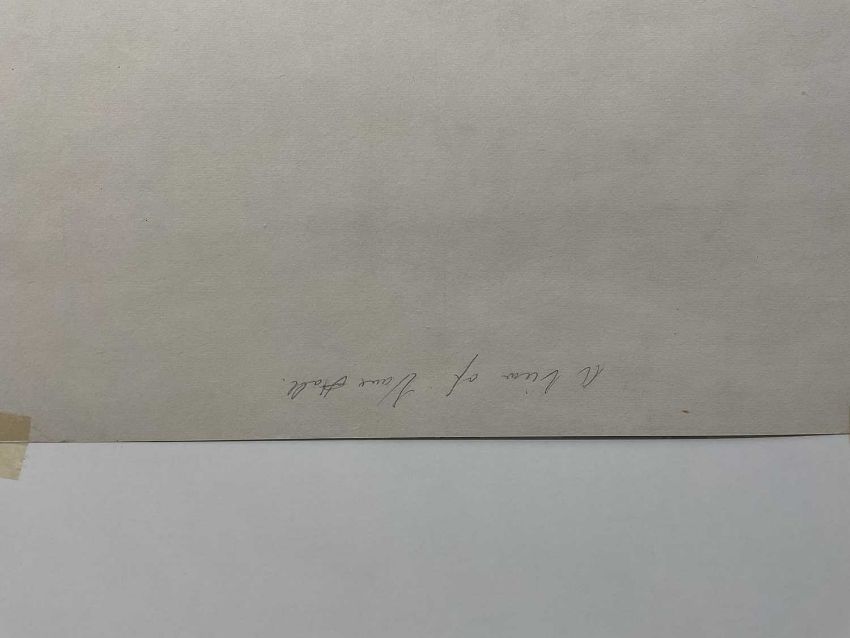 A View of Vaux Hall.